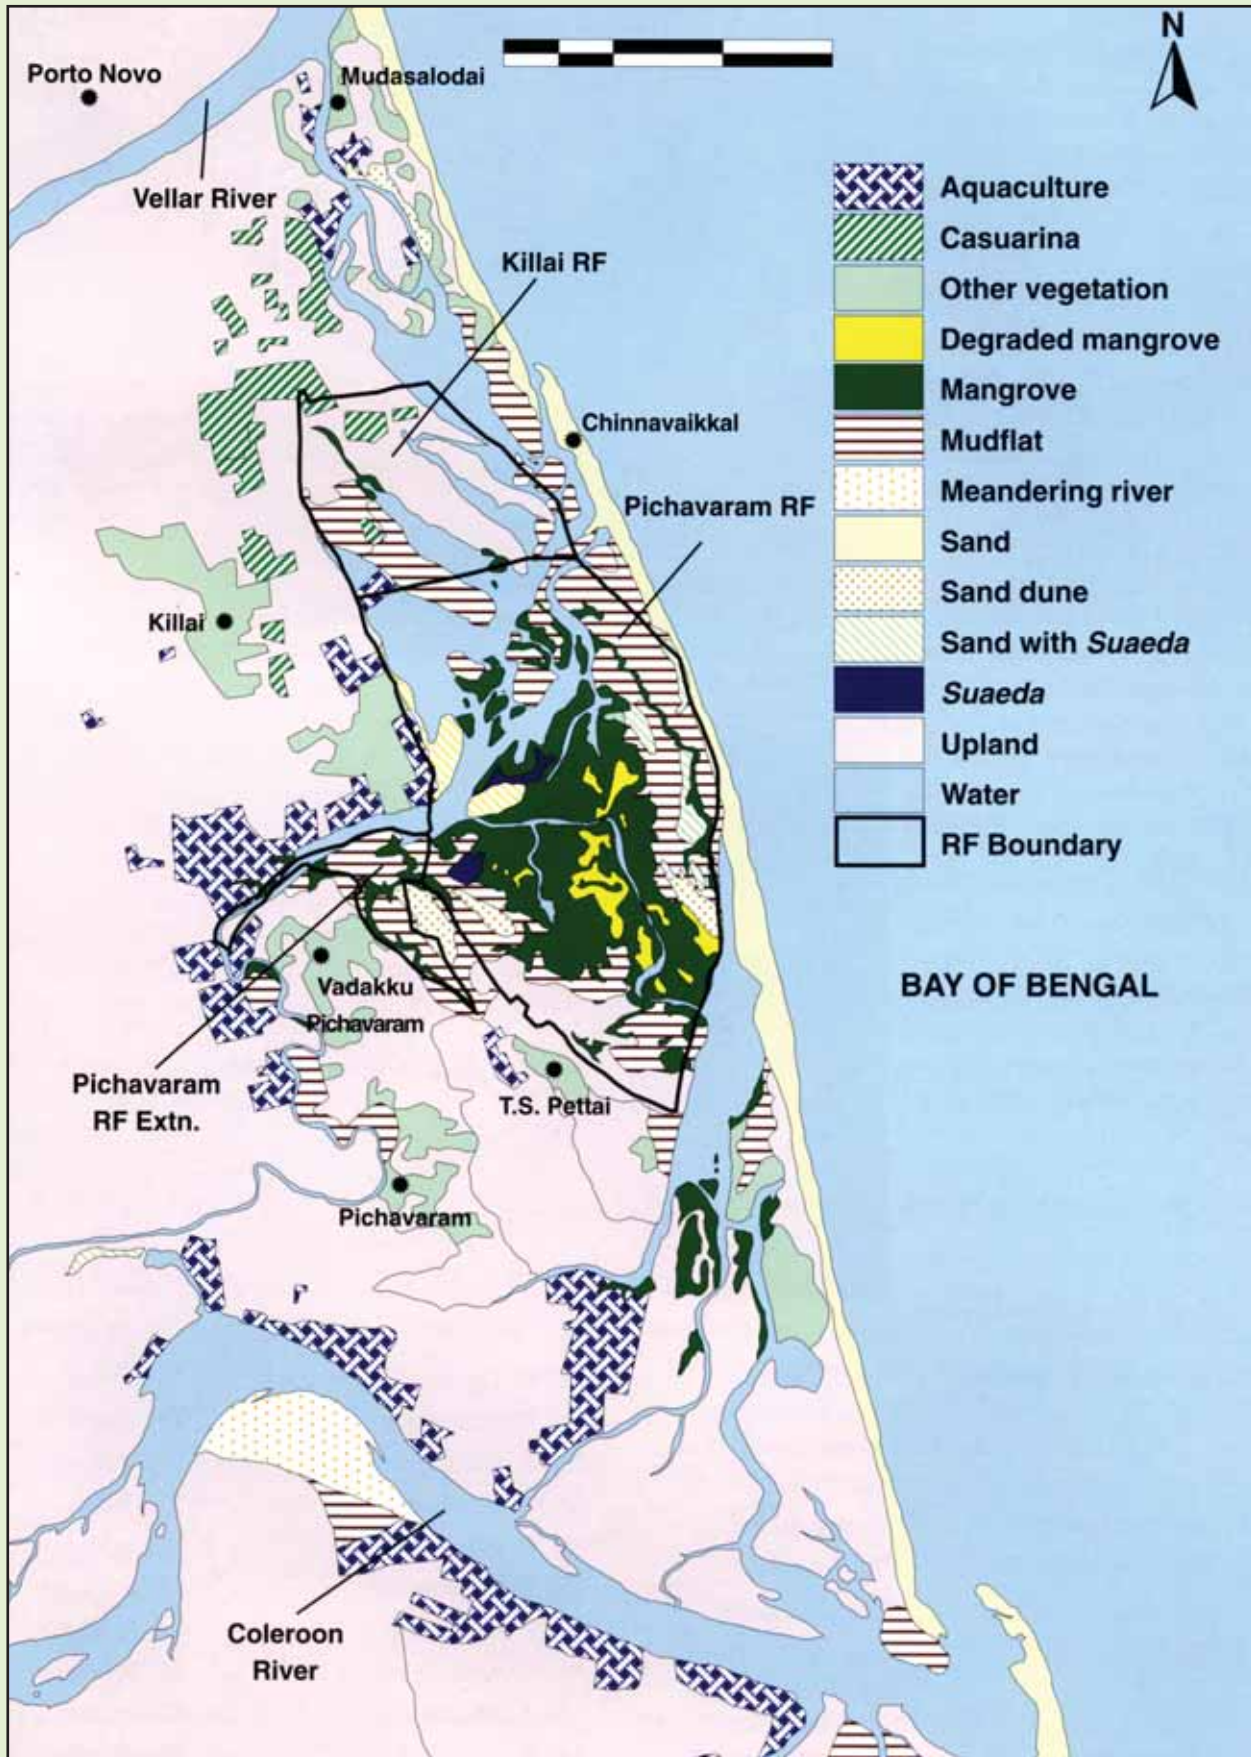 N
Porto Novo
Mudasalodai
Vellar River
Killai RF
Chinnavaikkal
Pichavaram RF
Killai
Vadakku
Pichavaram
Pichavaram
RF Extn.
T.S. Pettai
Pichavaram
Coleroon
River
BAY OF BENGAL
Aquaculture
Casuarina
Other vegetation
Degraded mangrove
Mangrove
Mudflat
Meandering river
Sand
Sand dune
Sand with Suaeda
Suaeda
Upland
Water
RF Boundary